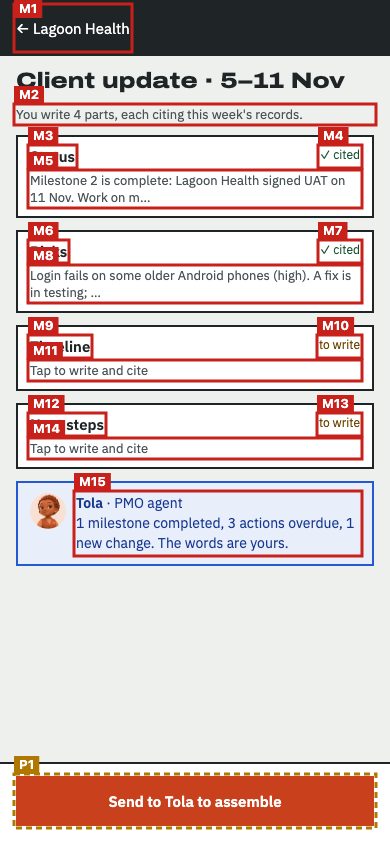 M1
← Lagoon Health
Client update · 5–11 Nov
M2
You write 4 parts, each citing this week's records.
M3
M4
us
✓ cited
M5
Milestone 2 is complete: Lagoon Health signed UAT on
11 Nov. Work on m...
M6
M7
s
✓ cited
M8
Login fails on some older Android phones (high). A fix is
in testing; ...
M9
M10
eline
to write
M11
Tap to write and cite
M12
M13
steps
to write
M14
Tap to write and cite
M15
Tola · PMO agent
1 milestone completed, 3 actions overdue, 1
new change. The words are yours.
P1
Send to Tola to assemble